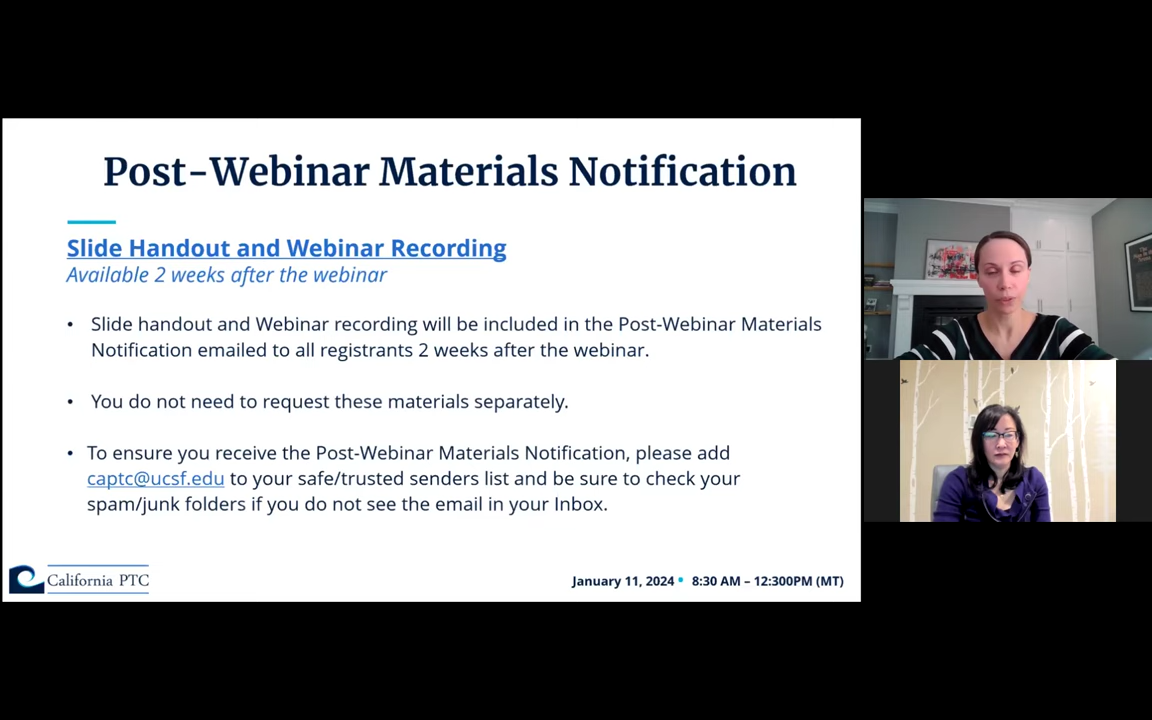 Post-Webinar Materials Notification
Slide Handout and Webinar Recording
Available 2 weeks after the webinar
• Slide handout and Webinar recording will be included in the Post-Webinar Materials
Notification emailed to all registrants 2 weeks after the webinar.
• You do not need to request these materials separately.
• To ensure you receive the Post-Webinar Materials Notification, please add
captc@ucsf.edu to your safe/trusted senders list and be sure to check your
spam/junk folders if you do not see the email in your Inbox.
California PTC
January 11, 2024 • 8:30 AM – 12:300PM (MT)